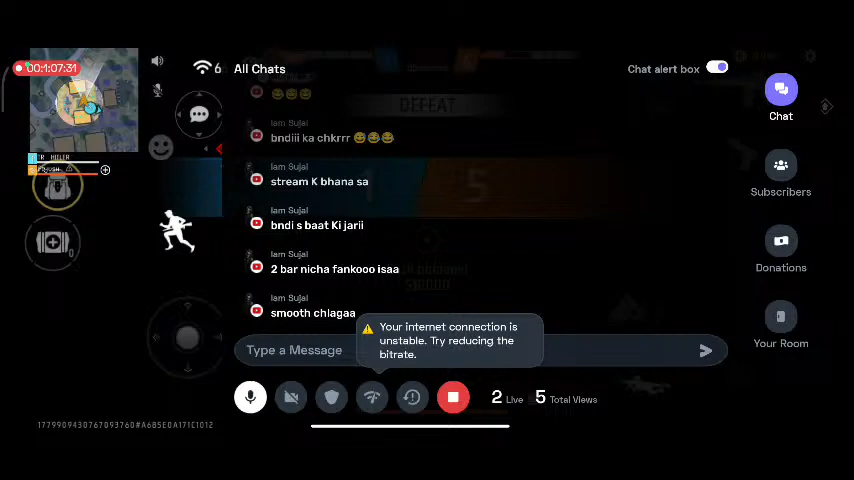 00:1:07:31
6
All Chats
Chat alert box
😅😅😅
DEFEAT
Chat
Iam Sujal
bndiii ka chkrrr 😅😂😂
Iam Sujal
stream K bhana sa
5
Subscribers
Iam Sujal
bndi s baat Ki jarii
Iam Sujal
2 bar nicha fankooo isaa
Donations
Iam Sujal
smooth chlagaa
Your internet connection is
unstable. Try reducing the
bitrate.
Type a Message
Your Room
0
2 Live 5 Total Views